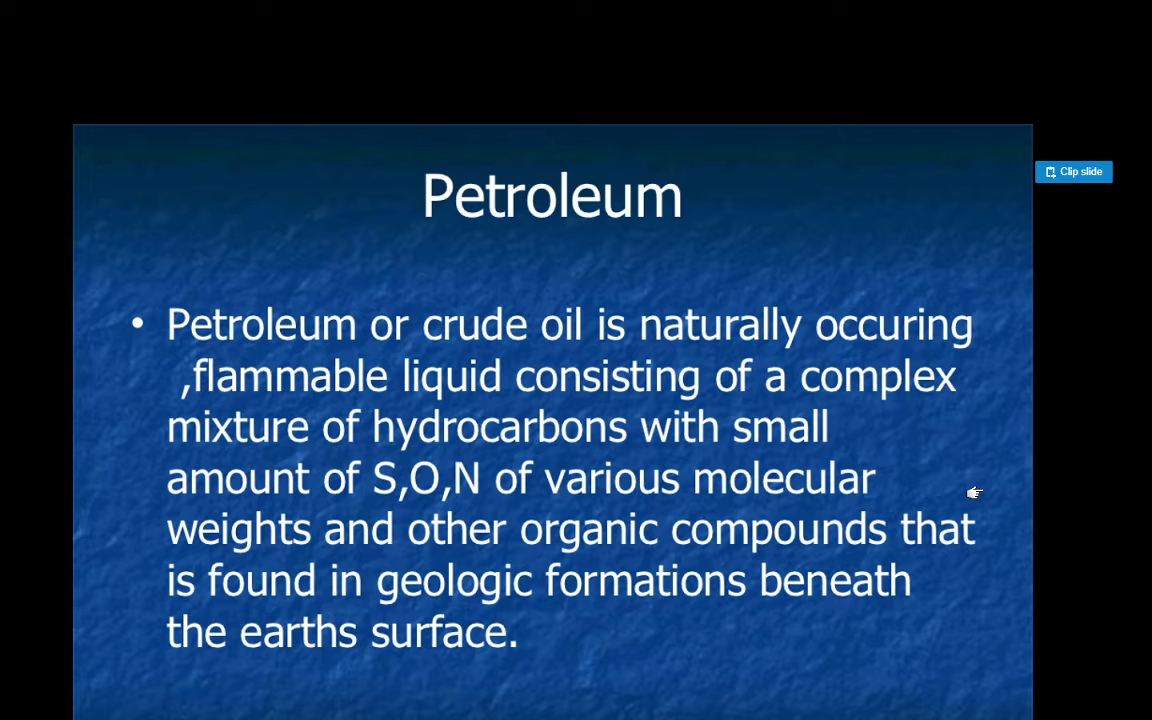 Petroleum
Clip slide
• Petroleum or crude oil is naturally occuring
,flammable liquid consisting of a complex
mixture of hydrocarbons with small
amount of S,O,N of various molecular
weights and other organic compounds that
is found in geologic formations beneath
the earths surface.